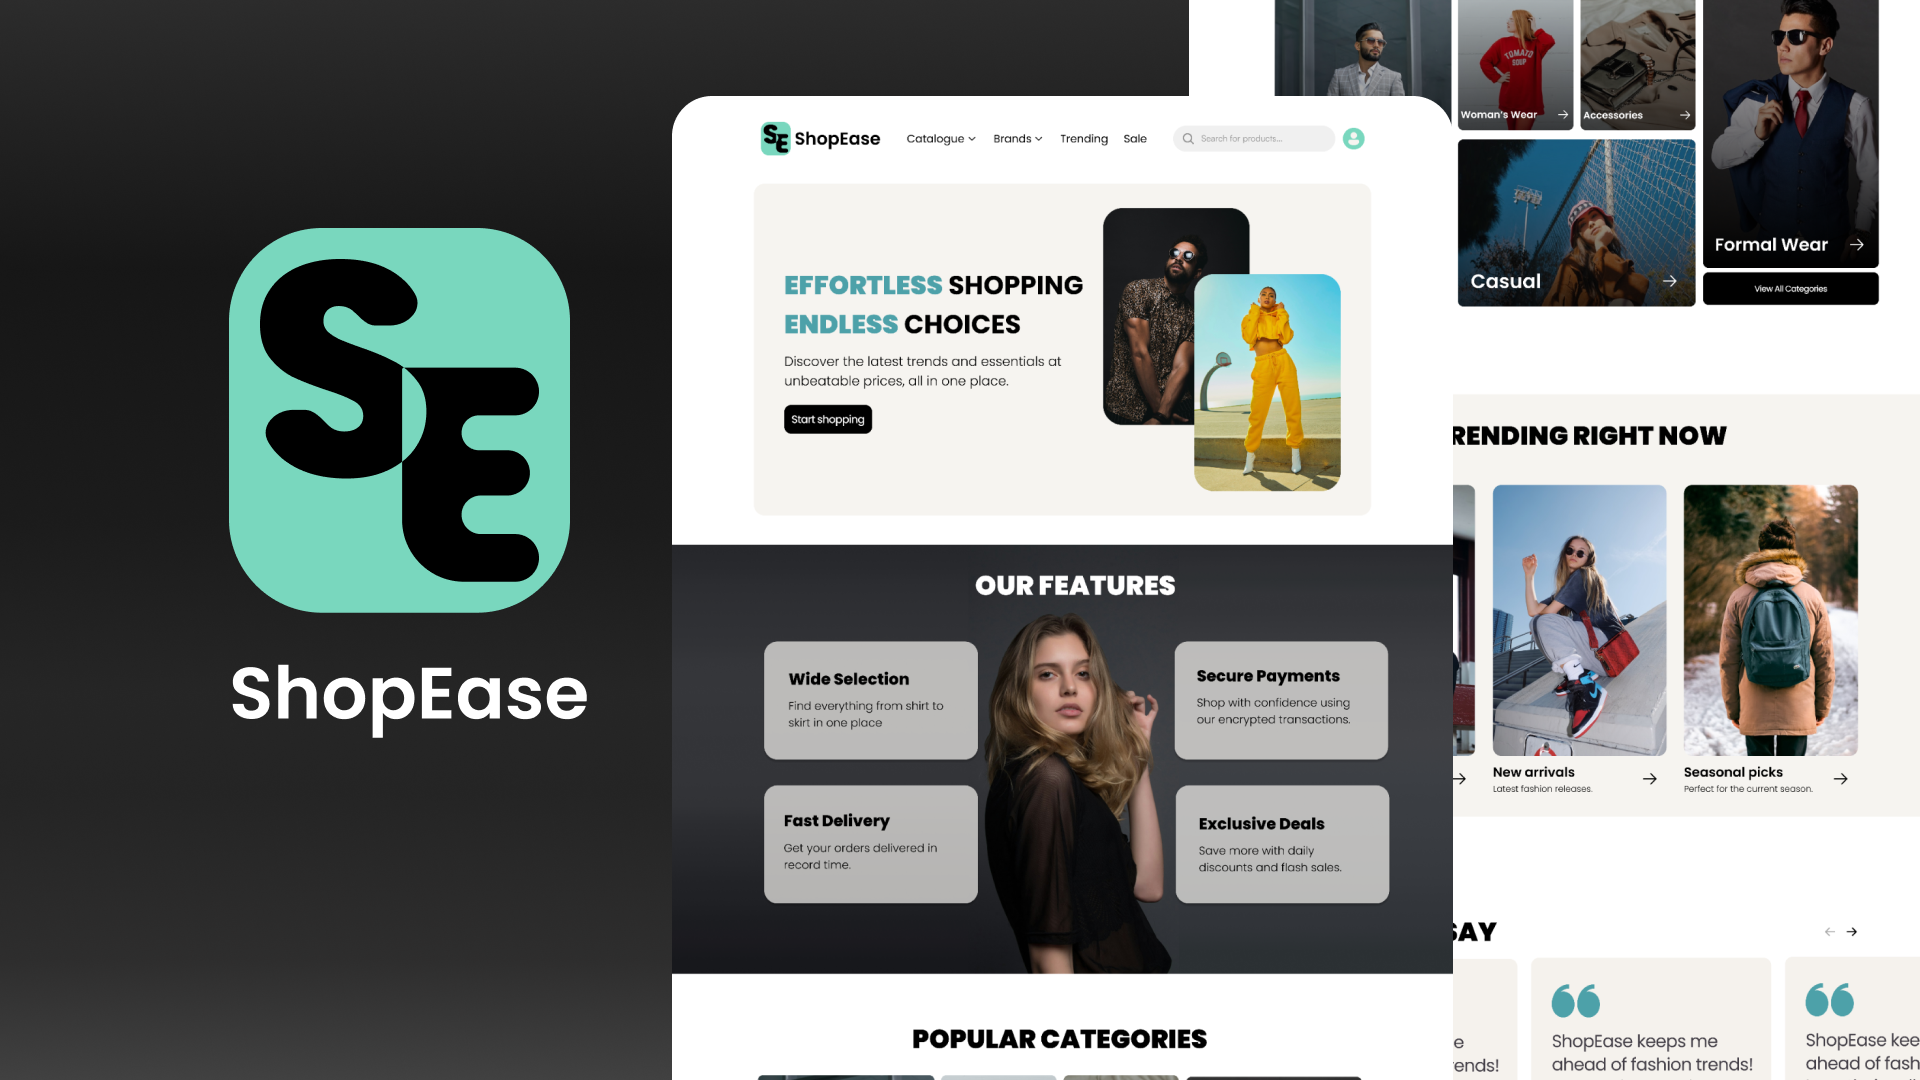 SE
ShopEase
SE ShopEase
Catalogue
Brands
Trending
Sale
Search for products...
EFFORTLESS SHOPPING
ENDLESS CHOICES
Discover the latest trends and essentials at
unbeatable prices, all in one place.
Start shopping
OUR FEATURES
Wide Selection
Find everything from shirt to
skirt in one place
Secure Payments
Shop with confidence using
our encrypted transactions.
Fast Delivery
Get your orders delivered in
record time.
Exclusive Deals
Save more with daily
discounts and flash sales.
POPULAR CATEGORIES
TOMATO
SOUP
Woman's Wear
Accessories
Casual
Formal Wear
View All Categories
RENDING RIGHT NOW
New arrivals
Latest fashion releases.
Seasonal picks
Perfect for the current season.
SAY
e
ends!
ShopEase keeps me
ahead of fashion trends!
ShopEase kee
ahead of fash